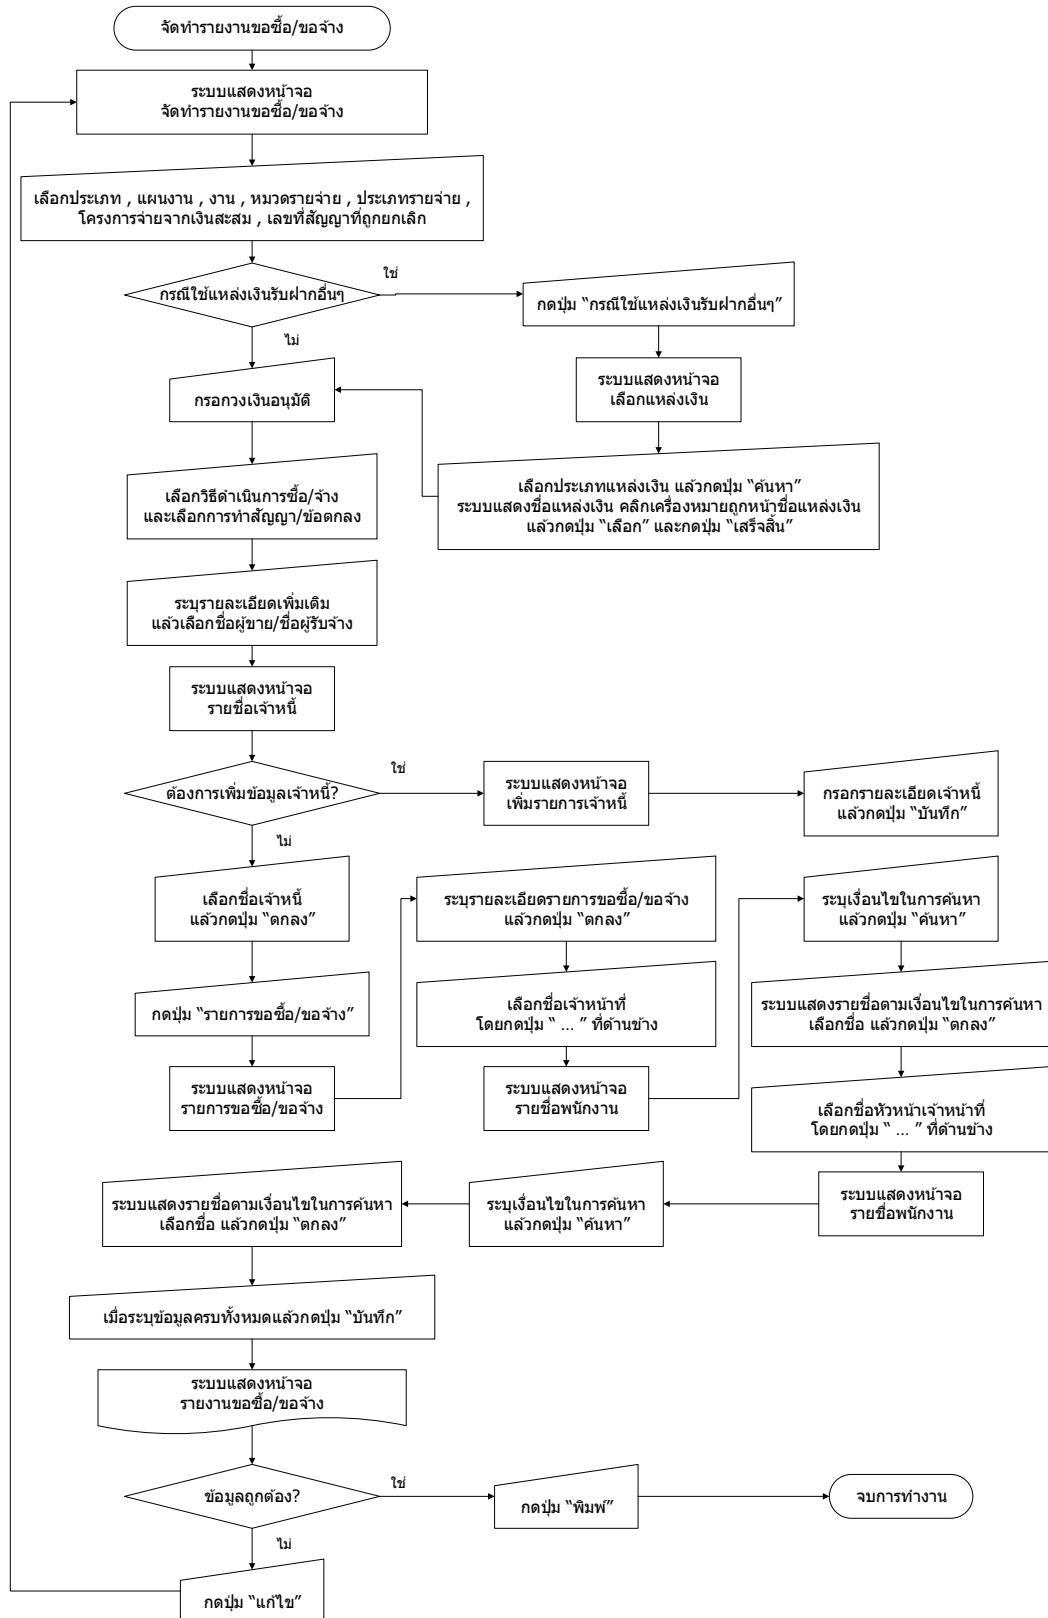 จัดทำรายงานขอซื้อ/ขอจ้าง
ระบบแสดงหน้าจอ
จัดทำรายงานขอซื้อ/ขอจ้าง
เลือกประเภท , แผนงาน , งาน , หมวดรายจ่าย , ประเภทรายจ่าย ,
โครงการจ่ายจากเงินสะสม , เลขที่สัญญาที่ถูกยกเลิก
กรณีใช้แหล่งเงินรับฝากอื่นๆ
ใช่
กดปุ่ม “กรณีใช้แหล่งเงินรับฝากอื่นๆ”
ไม่
ระบบแสดงหน้าจอ
เลือกแหล่งเงิน
กรอกวงเงินอนุมัติ
เลือกประเภทแหล่งเงิน แล้วกดปุ่ม “ค้นหา”
ระบบแสดงชื่อแหล่งเงิน คลิกเครื่องหมายถูกหน้าชื่อแหล่งเงิน
แล้วกดปุ่ม “เลือก” และกดปุ่ม “เสร็จสิ้น”
เลือกวิธีดำเนินการซื้อ/จ้าง
และเลือกการทำสัญญา/ข้อตกลง
ระบุรายละเอียดเพิ่มเติม
แล้วเลือกชื่อผู้ขาย/ชื่อผู้รับจ้าง
ระบบแสดงหน้าจอ
รายชื่อเจ้าหนี้
ต้องการเพิ่มข้อมูลเจ้าหนี้?
ใช่
ระบบแสดงหน้าจอ
เพิ่มรายการเจ้าหนี้
กรอกรายละเอียดเจ้าหนี้
แล้วกดปุ่ม “บันทึก”
ไม่
เลือกชื่อเจ้าหนี้
แล้วกดปุ่ม “ตกลง”
กดปุ่ม “รายการขอซื้อ/ขอจ้าง”
ระบบแสดงหน้าจอ
รายการขอซื้อ/ขอจ้าง
ระบุรายละเอียดรายการขอซื้อ/ขอจ้าง
แล้วกดปุ่ม “ตกลง”
เลือกชื่อเจ้าหน้าที่
โดยกดปุ่ม “ ... ” ที่ด้านข้าง
ระบบแสดงหน้าจอ
รายชื่อพนักงาน
ระบุเงื่อนไขในการค้นหา
แล้วกดปุ่ม “ค้นหา”
ระบบแสดงรายชื่อตามเงื่อนไขในการค้นหา
เลือกชื่อ แล้วกดปุ่ม “ตกลง”
เลือกชื่อหัวหน้าเจ้าหน้าที่
โดยกดปุ่ม “ ... ” ที่ด้านข้าง
ระบบแสดงหน้าจอ
รายชื่อพนักงาน
ระบุเงื่อนไขในการค้นหา
แล้วกดปุ่ม “ค้นหา”
ระบบแสดงรายชื่อตามเงื่อนไขในการค้นหา
เลือกชื่อ แล้วกดปุ่ม “ตกลง”
เมื่อระบุข้อมูลครบทั้งหมดแล้วกดปุ่ม “บันทึก”
ระบบแสดงหน้าจอ
รายงานขอซื้อ/ขอจ้าง
ข้อมูลถูกต้อง?
ใช่
กดปุ่ม “พิมพ์”
จบการทำงาน
ไม่
กดปุ่ม “แก้ไข”